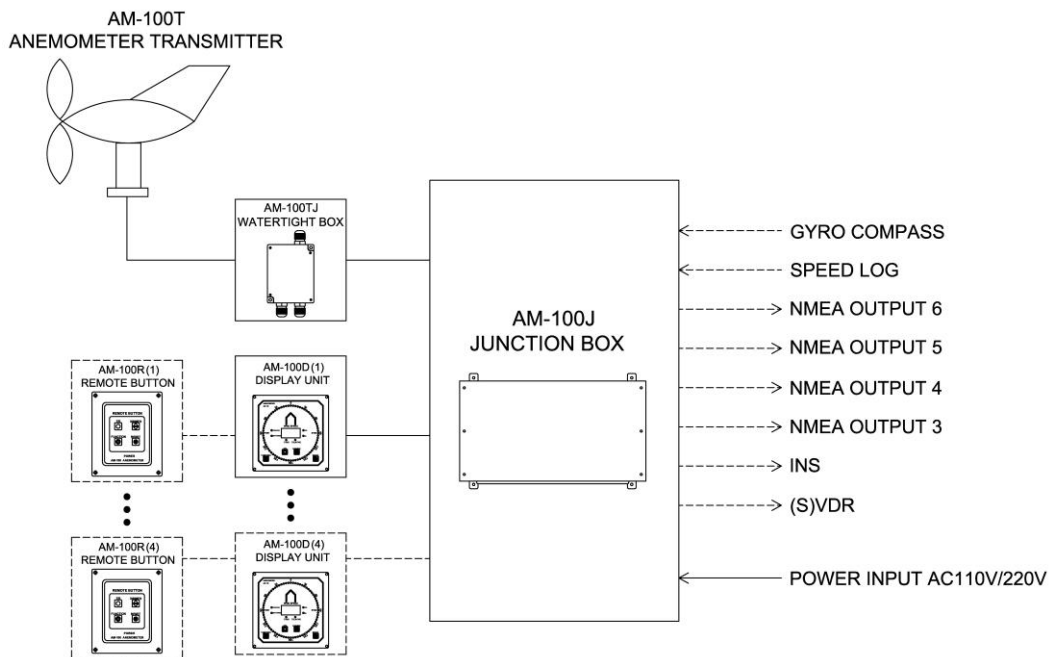 AM-100T
ANEMOMETER TRANSMITTER
AM-100TJ
WATERTIGHT BOX
AM-100J
JUNCTION BOX
GYRO COMPASS
SPEED LOG
NMEA OUTPUT 6
NMEA OUTPUT 5
NMEA OUTPUT 4
NMEA OUTPUT 3
INS
(S)VDR
POWER INPUT AC110V/220V
AM-100R(1)
REMOTE BUTTON
REMOTE BUTTON
POWER
AM-100D(1)
DISPLAY UNIT
AM-100R(4)
REMOTE BUTTON
REMOTE BUTTON
POWER
AM-100D(4)
DISPLAY UNIT